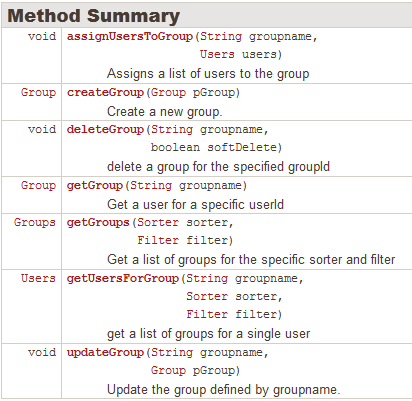 Method Summary
void assignUsersToGroup(String groupname,
Users users)
Assigns a list of users to the group
Group createGroup(Group pGroup)
Create a new group.
void deleteGroup(String groupname,
boolean softDelete)
delete a group for the specified groupId
Group getGroup(String groupname)
Get a user for a specific userId
Groups getGroups(Sorter sorter,
Filter filter)
Get a list of groups for the specific sorter and filter
Users getUsersForGroup(String groupname,
Sorter sorter,
Filter filter)
get a list of groups for a single user
void updateGroup(String groupname,
Group pGroup)
Update the group defined by groupname.